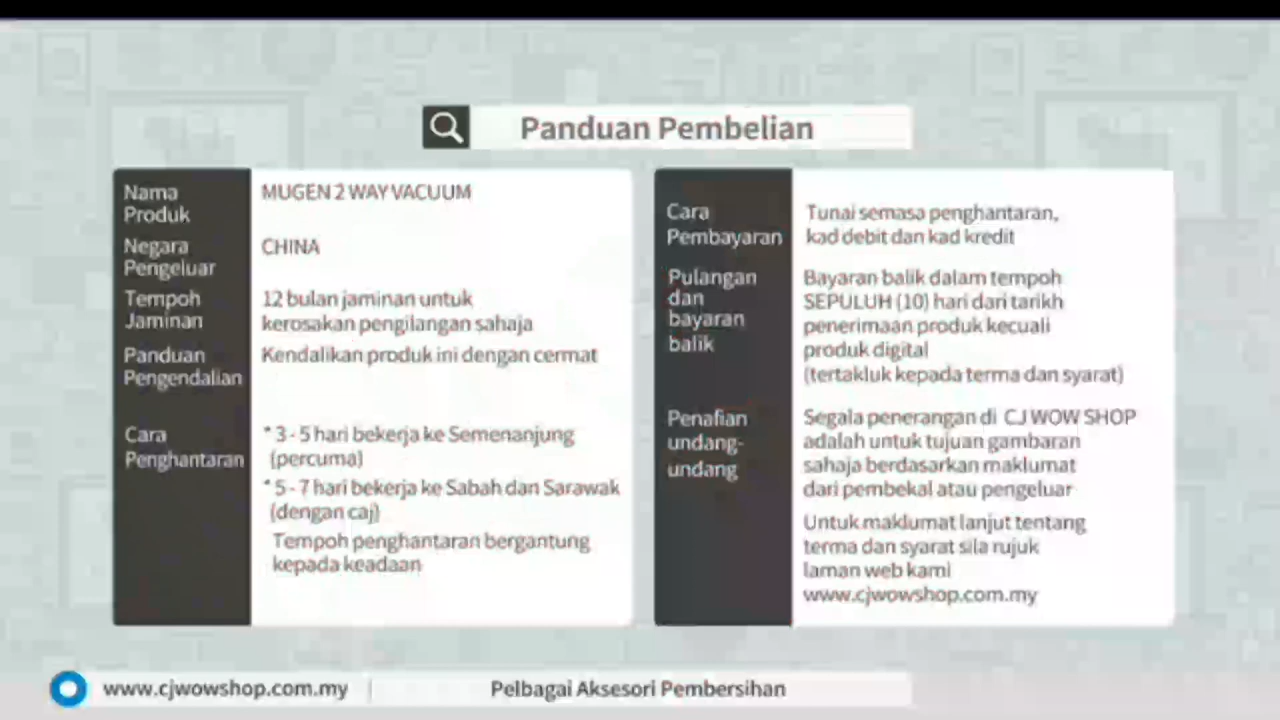 Panduan Pembelian
Nama
Produk
MUGEN 2 WAY VACUUM
Negara
Pengeluar
CHINA
Tempoh
Jaminan
12 bulan jaminan untuk
kerosakan pengilangan sahaja
Panduan
Pengendalian
Kendalikan produk ini dengan cermat
Cara
Penghantaran
* 3 - 5 hari bekerja ke Semenanjung
(percuma)
* 5 - 7 hari bekerja ke Sabah dan Sarawak
(dengan caj)
Tempoh penghantaran bergantung
kepada keadaan
Cara
Pembayaran
Tunai semasa penghantaran,
kad debit dan kad kredit
Pulangan
dan
bayaran
balik
Bayaran balik dalam tempoh
SEPULUH (10) hari dari tarikh
penerimaan produk kecuali
produk digital
(tertakluk kepada terma dan syarat)
Penafian
undang-
undang
Segala penerangan di CJ WOW SHOP
adalah untuk tujuan gambaran
sahaja berdasarkan maklumat
dari pembekal atau pengeluar
Untuk maklumat lanjut tentang
terma dan syarat sila rujuk
laman web kami
www.cjwowshop.com.my
www.cjwowshop.com.my | Pelbagai Aksesori Pembersihan